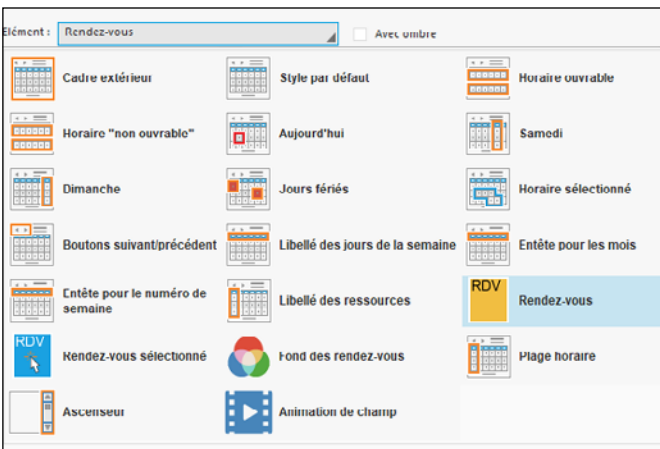 Elément : Rendez-vous Avec ombre
Cadre extérieur Style par défaut Horaire ouvrable
Horaire "non ouvrable" Aujourd'hui Samedi
Dimanche Jours fériés Horaire sélectionné
Boutons suivant/précédent Libellé des jours de la semaine Entête pour les mois
Entête pour le numéro de
semaine Libellé des ressources RDV Rendez-vous
RDV Rendez-vous sélectionné Fond des rendez-vous Plage horaire
Ascenseur Animation de champ